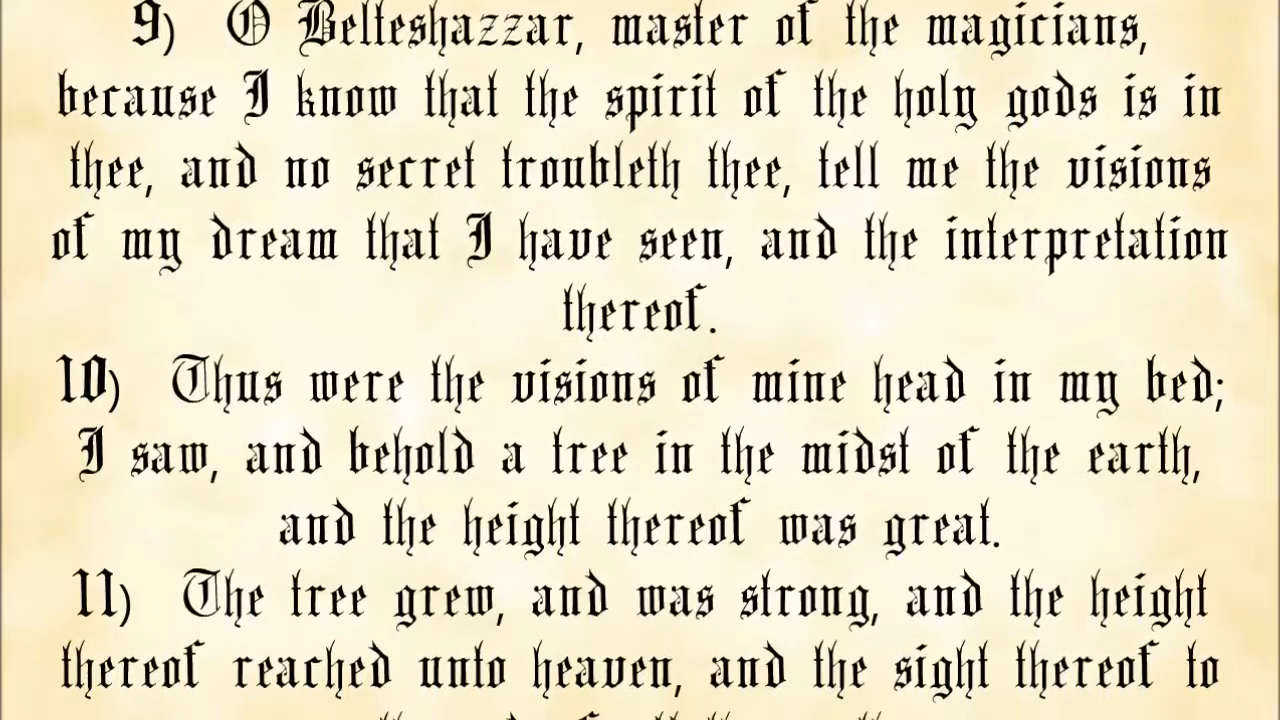 9) O Belteshazzar, master of the magicians,
because I know that the spirit of the holy gods is in
thee, and no secret troubleth thee, tell me the visions
of my dream that I have seen, and the interpretation
thereof.
10) Thus were the visions of mine head in my bed;
I saw, and behold a tree in the midst of the earth,
and the height thereof was great.
11) The tree grew, and was strong, and the height
thereof reached unto heaven, and the sight thereof to